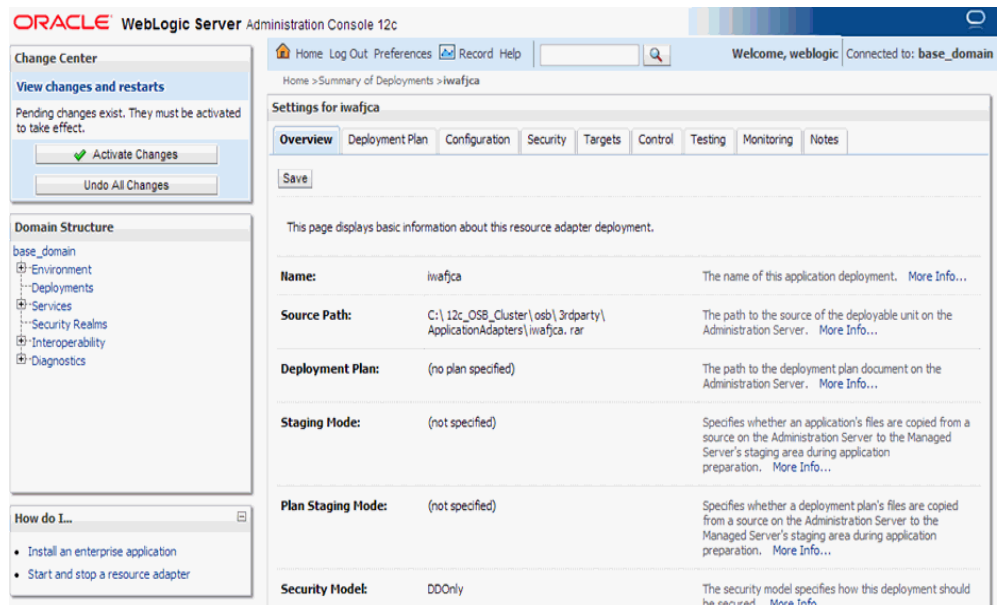 ORACLE WebLogic Server Administration Console 12c
Change Center
View changes and restarts
Pending changes exist. They must be activated
to take effect.
Activate Changes
Undo All Changes
Domain Structure
base_domain
Environment
Deployments
Services
Security Realms
Interoperability
Diagnostics
How do I...
Install an enterprise application
Start and stop a resource adapter
Home Log Out Preferences Record Help
Welcome, weblogic Connected to: base_domain
Home >Summary of Deployments >iwafjca
Settings for iwafjca
Overview Deployment Plan Configuration Security Targets Control Testing Monitoring Notes
Save
This page displays basic information about this resource adapter deployment.
Name: iwafjca The name of this application deployment. More Info...
Source Path: C:\12c_OSB_Cluster\osb\3rdparty\
ApplicationAdapters\iwafjca.rar
The path to the source of the deployable unit on the
Administration Server. More Info...
Deployment Plan: (no plan specified) The path to the deployment plan document on the
Administration Server. More Info...
Staging Mode: (not specified) Specifies whether an application's files are copied from a
source on the Administration Server to the Managed
Server's staging area during application
preparation. More Info...
Plan Staging Mode: (not specified) Specifies whether a deployment plan's files are copied
from a source on the Administration Server to the
Managed Server's staging area during application
preparation. More Info...
Security Model: DDOnly The security model specifies how this deployment should
be secured. More Info...